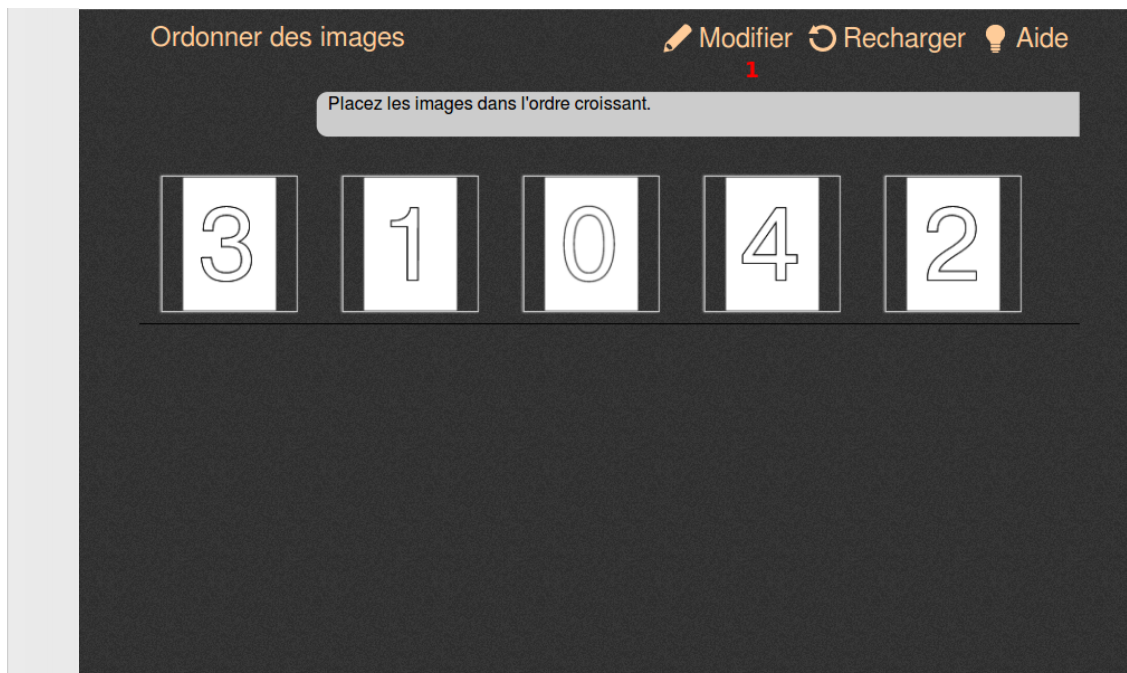 Ordonner des images Modifier Recharger Aide
1
Placez les images dans l'ordre croissant.
3 1 0 4 2